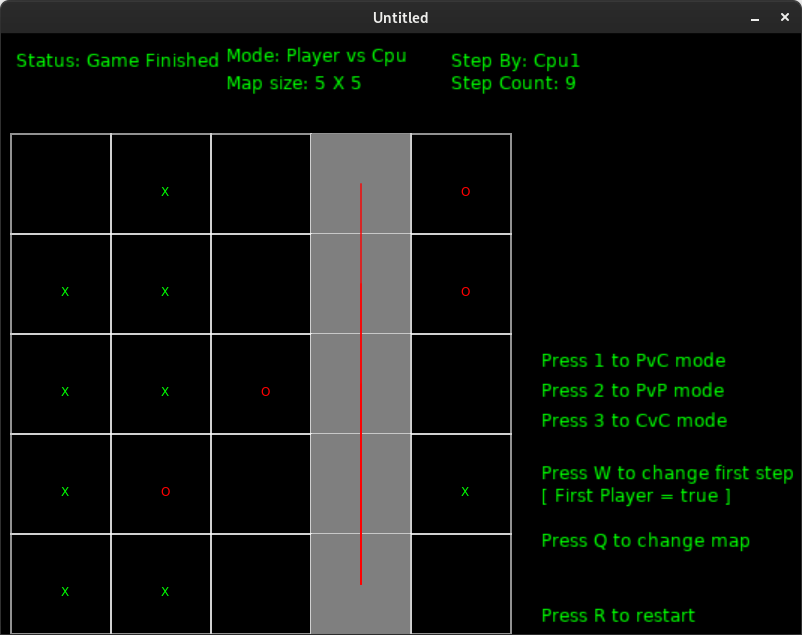 Untitled
Status: Game Finished
Mode: Player vs Cpu
Map size: 5 X 5
Step By: Cpu1
Step Count: 9
X O
X X O
X X O
X O X
X X
Press 1 to PvC mode
Press 2 to PvP mode
Press 3 to CvC mode
Press W to change first step
[ First Player = true ]
Press Q to change map
Press R to restart